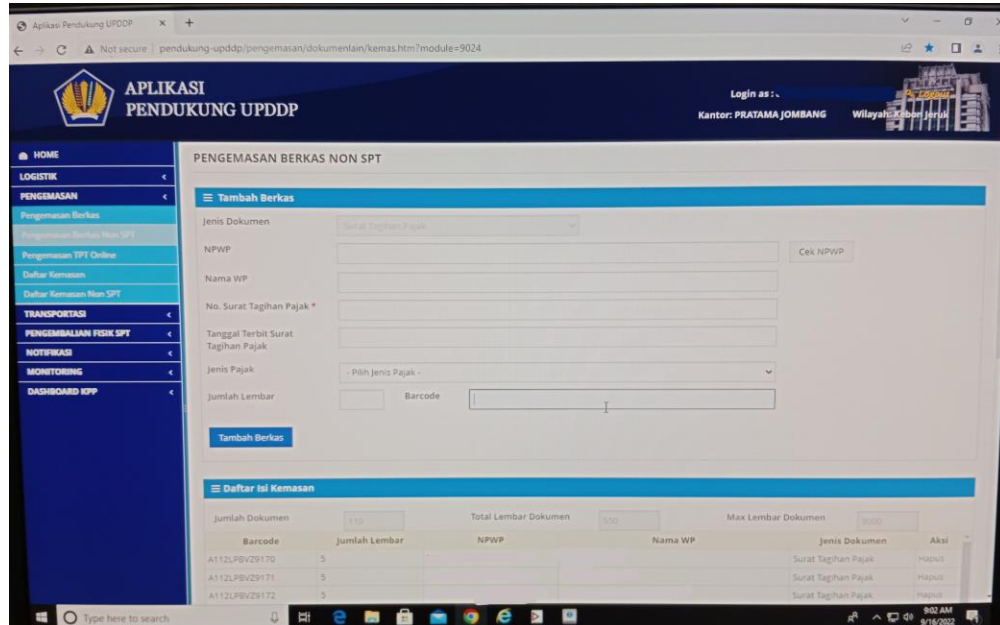 Aplikasi Pendukung UPDDP
Not secure pendukung-upddp/pengemasan/dokumenlain/kemas.htm?module=9024
APLIKASI
PENDUKUNG UPDDP
Login as :
Logout
Kantor: PRATAMA JOMBANG Wilayah: Kebon Jeruk
HOME
LOGISTIK
PENGEMASAN
Pengemasan Berkas
Pengemasan Berkas Non SPT
Pengemasan TPT Online
Daftar Kemasan
Daftar Kemasan Non SPT
TRANSPORTASI
PENGEMBALIAN FISIK SPT
NOTIFIKASI
MONITORING
DASHBOARD KPP
PENGEMASAN BERKAS NON SPT
Tambah Berkas
Jenis Dokumen Surat Tagihan Pajak
NPWP Cek NPWP
Nama WP
No. Surat Tagihan Pajak *
Tanggal Terbit Surat
Tagihan Pajak
Jenis Pajak - Pilih Jenis Pajak -
Jumlah Lembar Barcode
Tambah Berkas
Daftar Isi Kemasan
Jumlah Dokumen 110 Total Lembar Dokumen 550 Max Lembar Dokumen 3000
Barcode Jumlah Lembar NPWP Nama WP Jenis Dokumen Aksi
A112LPBVZ9170 5 Surat Tagihan Pajak Hapus
A112LPBVZ9171 5 Surat Tagihan Pajak Hapus
A112LPBVZ9172 5 Surat Tagihan Pajak Hapus
Type here to search
9:02 AM
9/16/2022